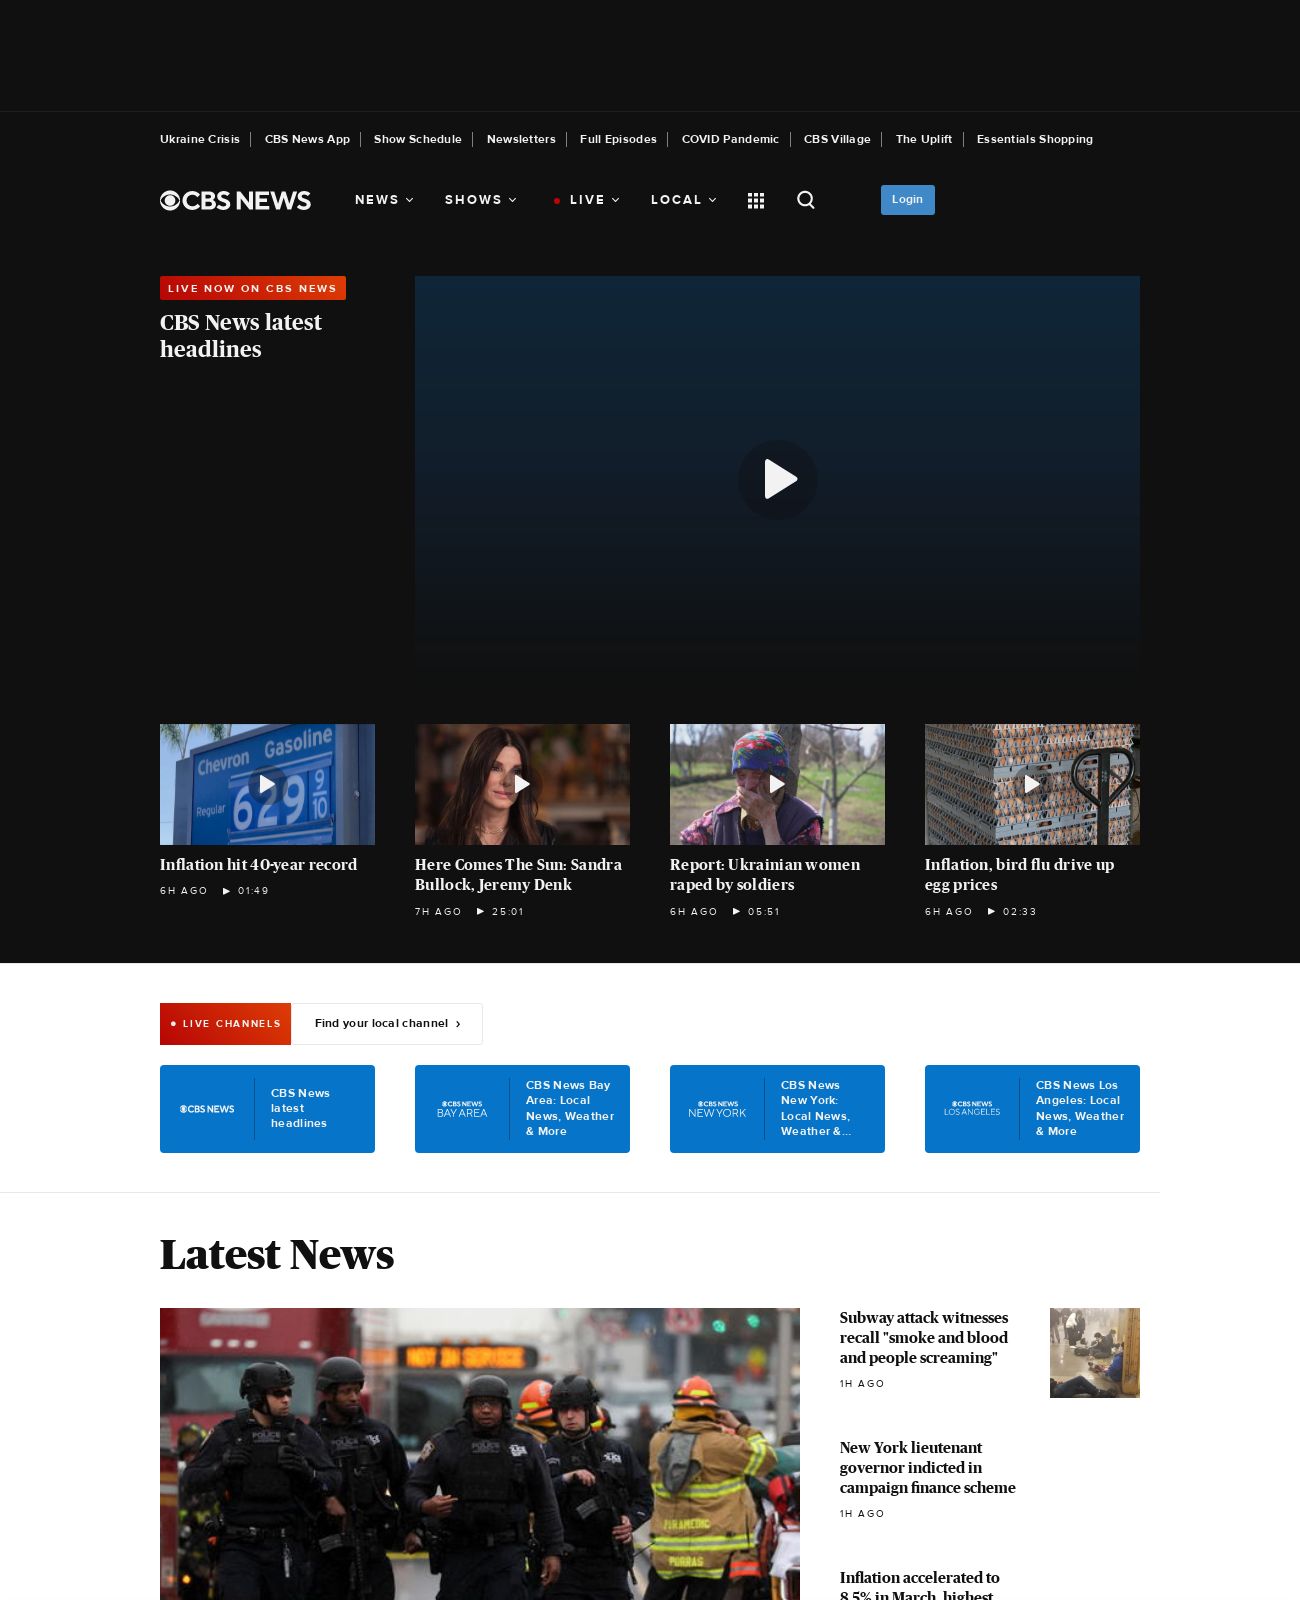 Ukraine Crisis
CBS News App
Show Schedule
Newsletters
Full Episodes
COVID Pandemic
CBS Village
The Uplift
Essentials Shopping
CBS NEWS
NEWS
SHOWS
LIVE
LOCAL
Login
LIVE NOW ON CBS NEWS
CBS News latest
headlines
Chevron Gasoline
Regular 629 9/10
Inflation hit 40-year record
6H AGO 01:49
Here Comes The Sun: Sandra
Bullock, Jeremy Denk
7H AGO 25:01
Report: Ukrainian women
raped by soldiers
6H AGO 05:51
Inflation, bird flu drive up
egg prices
6H AGO 02:33
LIVE CHANNELS
Find your local channel ›
CBS NEWS
CBS News
latest
headlines
CBS NEWS
BAY AREA
CBS News Bay
Area: Local
News, Weather
& More
CBS NEWS
NEW YORK
CBS News
New York:
Local News,
Weather &...
CBS NEWS
LOS ANGELES
CBS News Los
Angeles: Local
News, Weather
& More
Latest News
NOT IN SERVICE
POLICE
POLICE
POLICE
PARAMEDIC
PORRAS
Subway attack witnesses
recall "smoke and blood
and people screaming"
1H AGO
New York lieutenant
governor indicted in
campaign finance scheme
1H AGO
Inflation accelerated to
8.5% in March, highest